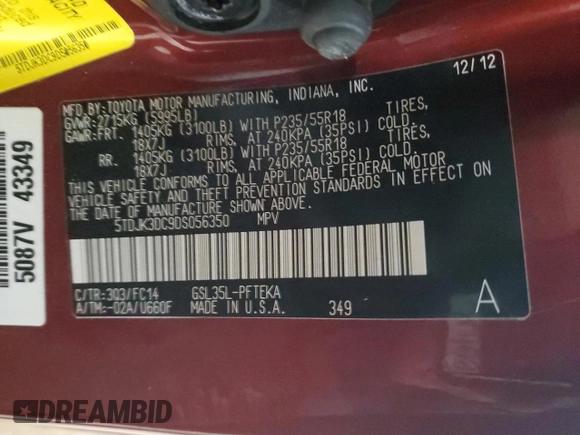 5TDJK3DC9DS056350
5087V 43349
12/12
MFD.BY:TOYOTA MOTOR MANUFACTURING, INDIANA, INC.
GVWR:2715KG (5995LB)
GAWR:FRT. 1405KG (3100LB) WITH P235/55R18 TIRES,
18X7J RIMS, AT 240KPA (35PSI) COLD.
RR. 1405KG (3100LB) WITH P235/55R18 TIRES,
18X7J RIMS, AT 240KPA (35PSI) COLD.
THIS VEHICLE CONFORMS TO ALL APPLICABLE FEDERAL MOTOR
VEHICLE SAFETY AND THEFT PREVENTION STANDARDS IN EFFECT ON
THE DATE OF MANUFACTURE SHOWN ABOVE.
5TDJK3DC9DS056350 MPV
C/TR:3Q3/FC14 GSL35L-PFTEKA
A/TM:-02A/U660F MADE IN U.S.A. 349
A
DREAMBID